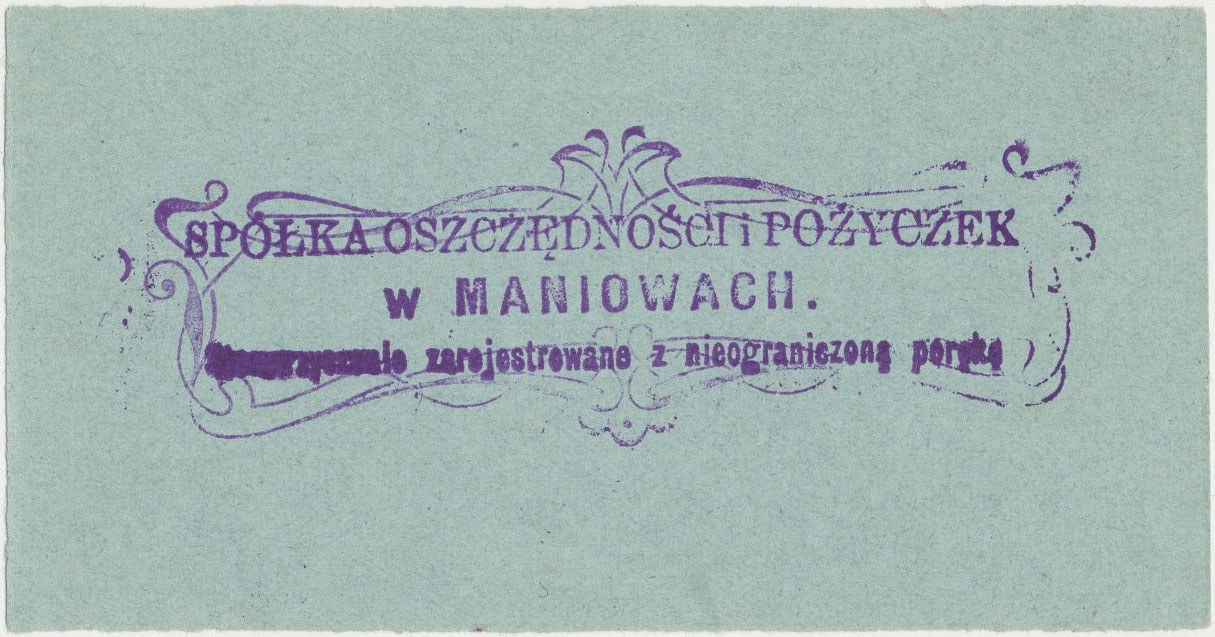 SPÓŁKA OSZCZĘDNOŚCI i POŻYCZEK
w MANIOWACH.
zarejestrowane z nieograniczoną poręką